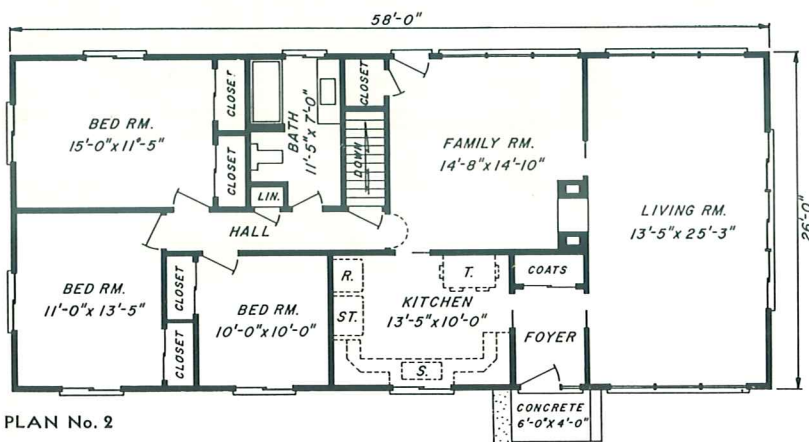 58'-0"
BED RM.
15'-0" x 11'-5"
CLOSET
CLOSET
BATH
11'-5" x 7'-0"
LIN.
CLOSET
DOWN
FAMILY RM.
14'-8" x 14'-10"
LIVING RM.
13'-5" x 25'-3"
26'-0"
HALL
BED RM.
11'-0" x 13'-5"
CLOSET
CLOSET
BED RM.
10'-0" x 10'-0"
R.
ST.
T.
KITCHEN
13'-5" x 10'-0"
S.
COATS
FOYER
CONCRETE
6'-0" X 4'-0"
PLAN No. 2